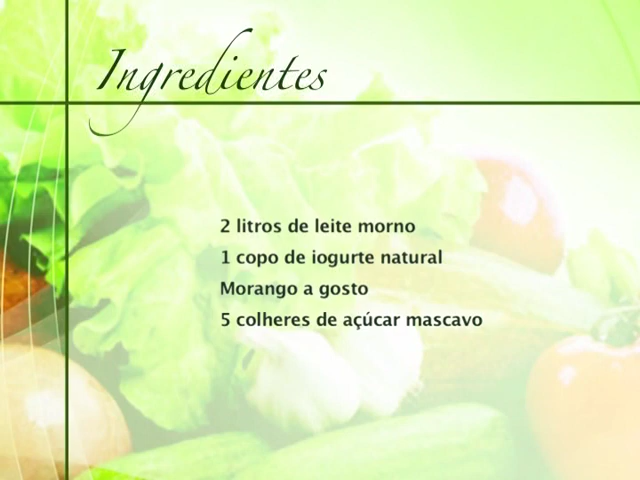 Ingredientes
2 litros de leite morno
1 copo de iogurte natural
Morango a gosto
5 colheres de açúcar mascavo